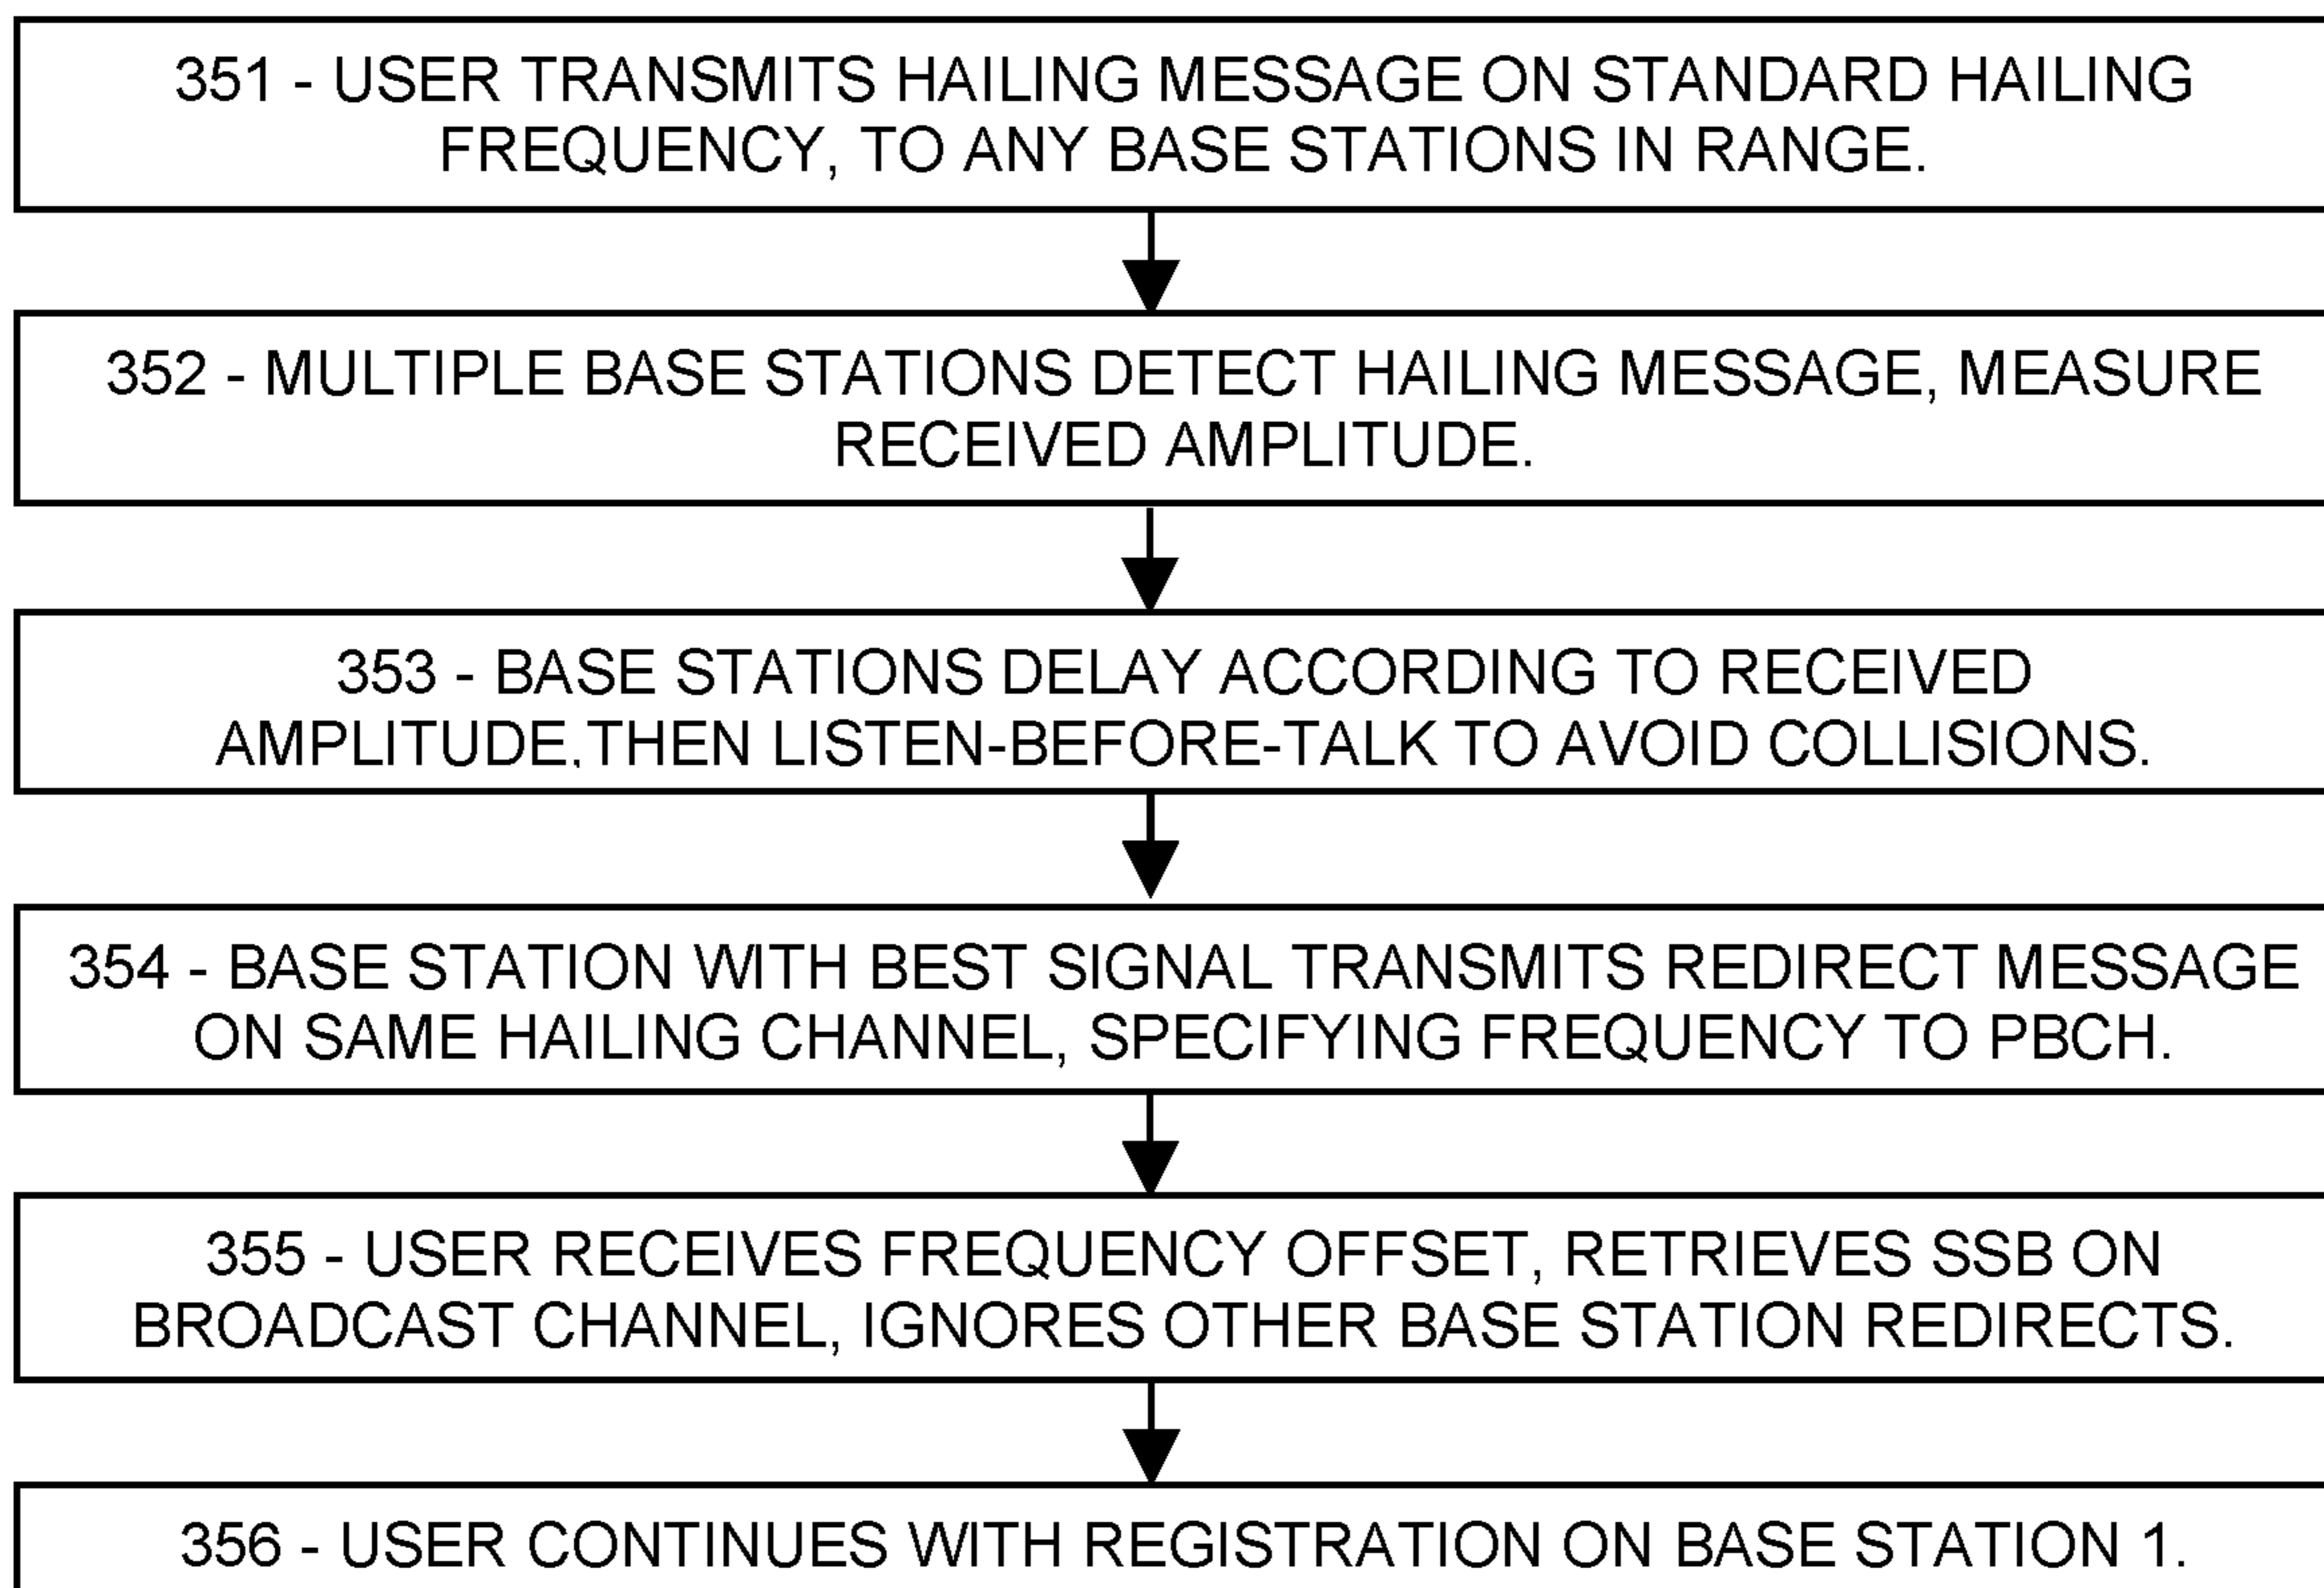 351 - USER TRANSMITS HAILING MESSAGE ON STANDARD HAILING
FREQUENCY, TO ANY BASE STATIONS IN RANGE.
352 - MULTIPLE BASE STATIONS DETECT HAILING MESSAGE, MEASURE
RECEIVED AMPLITUDE.
353 - BASE STATIONS DELAY ACCORDING TO RECEIVED
AMPLITUDE,THEN LISTEN-BEFORE-TALK TO AVOID COLLISIONS.
354 - BASE STATION WITH BEST SIGNAL TRANSMITS REDIRECT MESSAGE
ON SAME HAILING CHANNEL, SPECIFYING FREQUENCY TO PBCH.
355 - USER RECEIVES FREQUENCY OFFSET, RETRIEVES SSB ON
BROADCAST CHANNEL, IGNORES OTHER BASE STATION REDIRECTS.
356 - USER CONTINUES WITH REGISTRATION ON BASE STATION 1.